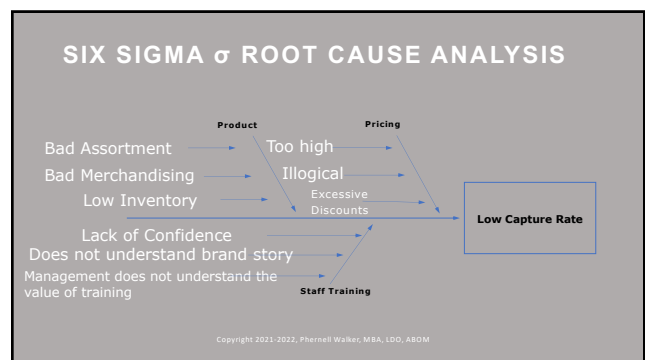 SIX SIGMA σ ROOT CAUSE ANALYSIS
Product
Pricing
Bad Assortment
Too high
Bad Merchandising
Illogical
Low Inventory
Excessive
Discounts
Low Capture Rate
Lack of Confidence
Does not understand brand story
Management does not understand the
value of training
Staff Training
Copyright 2021-2022, Phernell Walker, MBA, LDO, ABOM